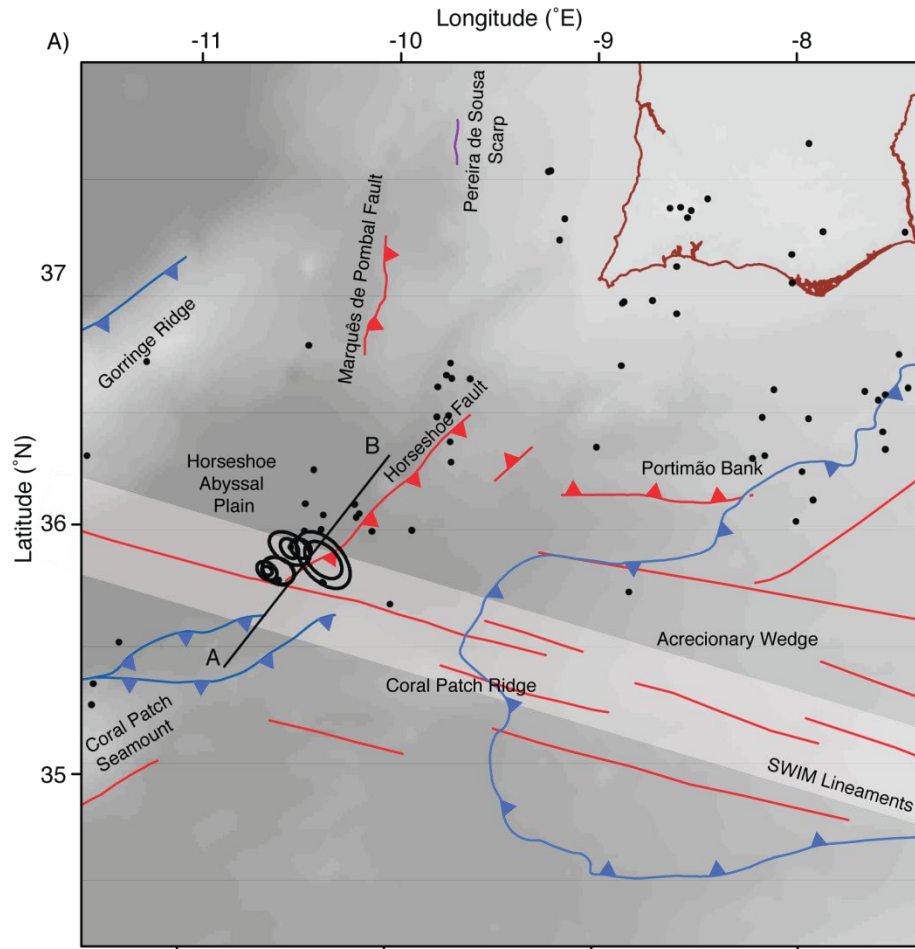 Longitude (˚E)
A)
-11
-10
-9
-8
Pereira de Sousa
Scarp
Marquês de Pombal Fault
37
Gorringe Ridge
Horseshoe Fault
B
Horseshoe
Abyssal
Plain
Portimão Bank
Latitude (˚N)
36
Acrecionary Wedge
A
Coral Patch Ridge
Coral Patch
Seamount
SWIM Lineaments
35